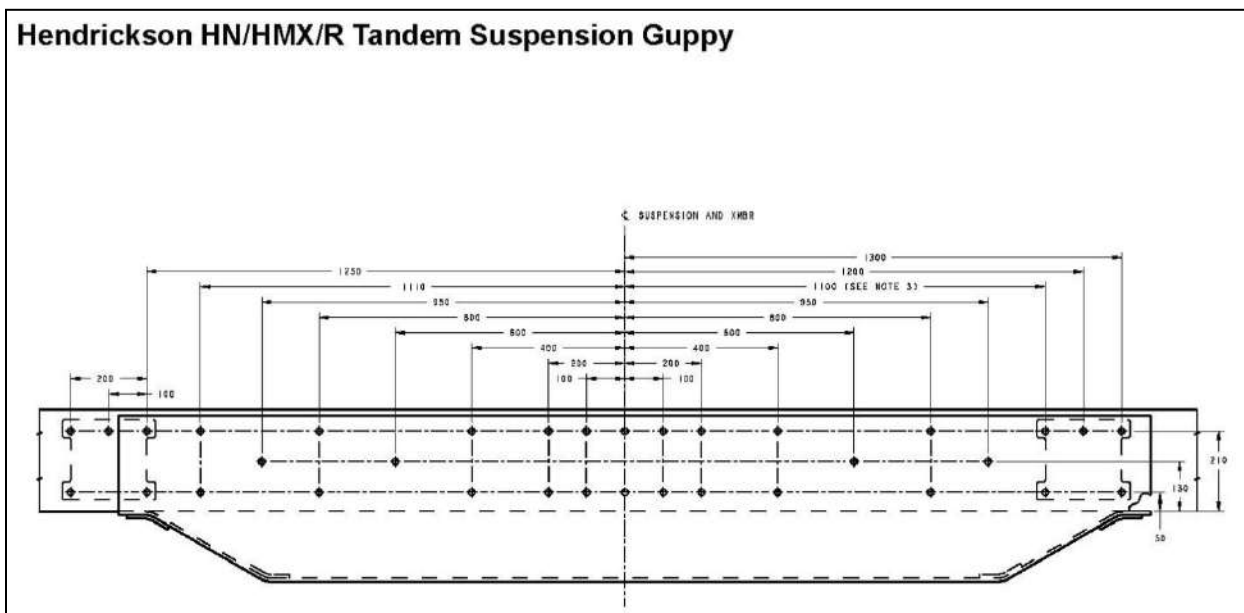 Hendrickson HN/HMX/R Tandem Suspension Guppy
℄ SUSPENSION AND XMBR
1300
1250 1200
1110 1100 (SEE NOTE 3)
950 950
800 800
600 600
400 400
200 200 200
100 100 100
210
130
50